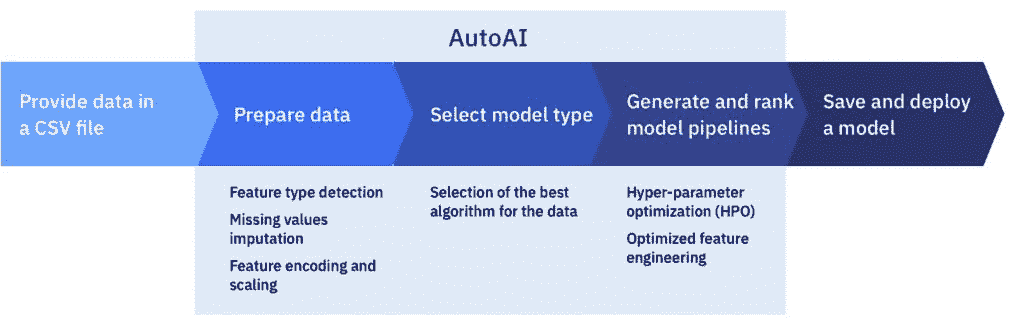 AutoAI
Provide data in
a CSV file
Prepare data
Select model type
Generate and rank
model pipelines
Save and deploy
a model
Feature type detection
Missing values
imputation
Feature encoding and
scaling
Selection of the best
algorithm for the data
Hyper-parameter
optimization (HPO)
Optimized feature
engineering